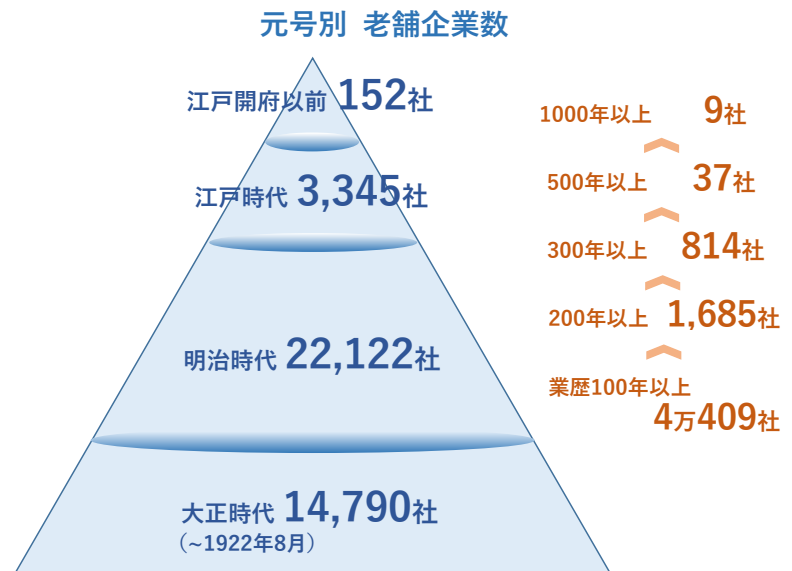 元号別 老舗企業数
江戸開府以前 152社
江戸時代 3,345社
明治時代 22,122社
大正時代 14,790社
（~1922年8月）
1000年以上 9社
500年以上 37社
300年以上 814社
200年以上 1,685社
業歴100年以上
4万409社